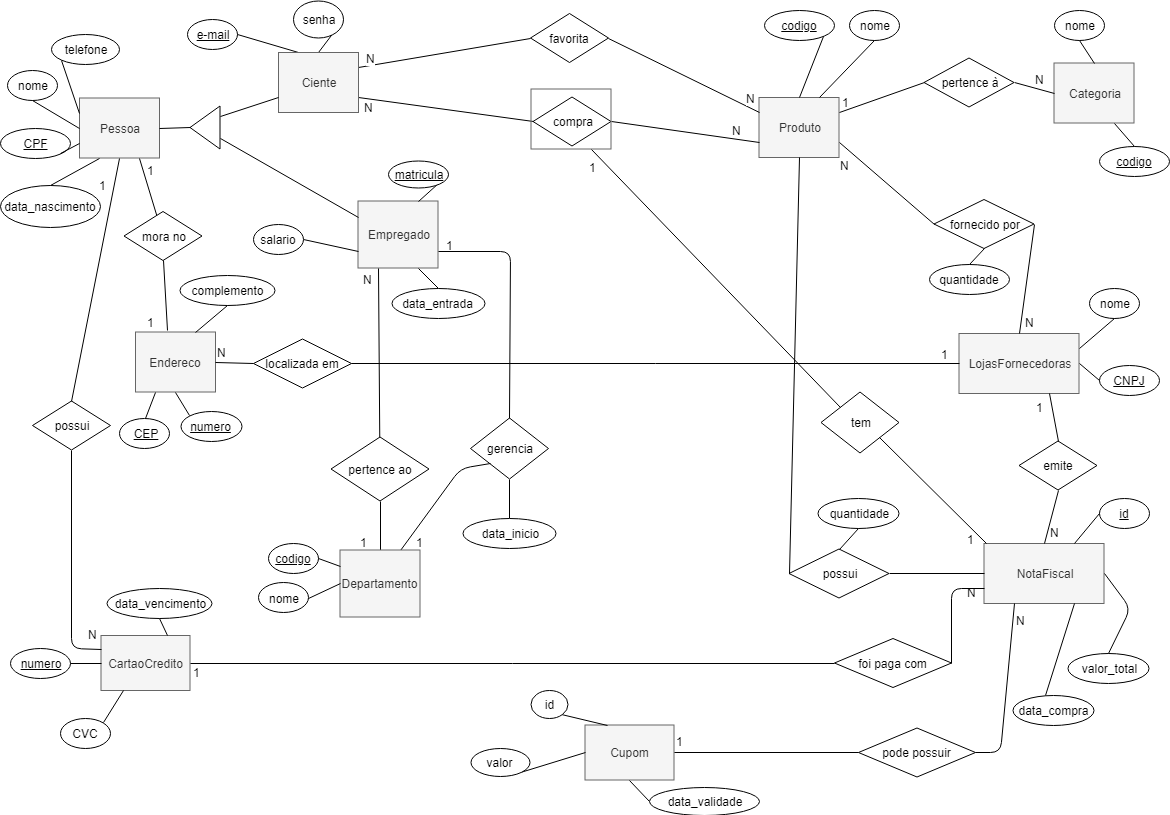 senha
e-mail
codigo
nome
nome
telefone
favorita
N
Ciente
pertence à
N
Categoria
nome
N
N
1
compra
Produto
Pessoa
N
CPF
N
codigo
1
1
1
matricula
data_nascimento
fornecido por
mora no
Empregado
salario
1
N
quantidade
complemento
data_entrada
nome
1
N
Endereco
N
localizada em
1
LojasFornecedoras
CNPJ
1
CEP
numero
possui
tem
gerencia
emite
pertence ao
quantidade
id
data_inicio
N
1
1
1
codigo
Departamento
possui
NotaFiscal
nome
N
data_vencimento
N
N
numero
CartaoCredito
1
foi paga com
valor_total
id
data_compra
CVC
1
Cupom
pode possuir
valor
data_validade